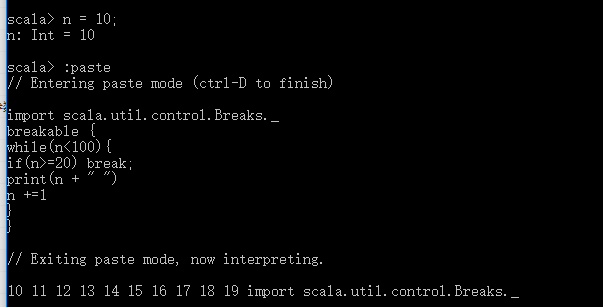 scala> n = 10;
n: Int = 10
scala> :paste
// Entering paste mode (ctrl-D to finish)
import scala.util.control.Breaks._
breakable {
while(n<100){
if(n>=20) break;
print(n + " ")
n +=1
}
}
// Exiting paste mode, now interpreting.
10 11 12 13 14 15 16 17 18 19 import scala.util.control.Breaks._